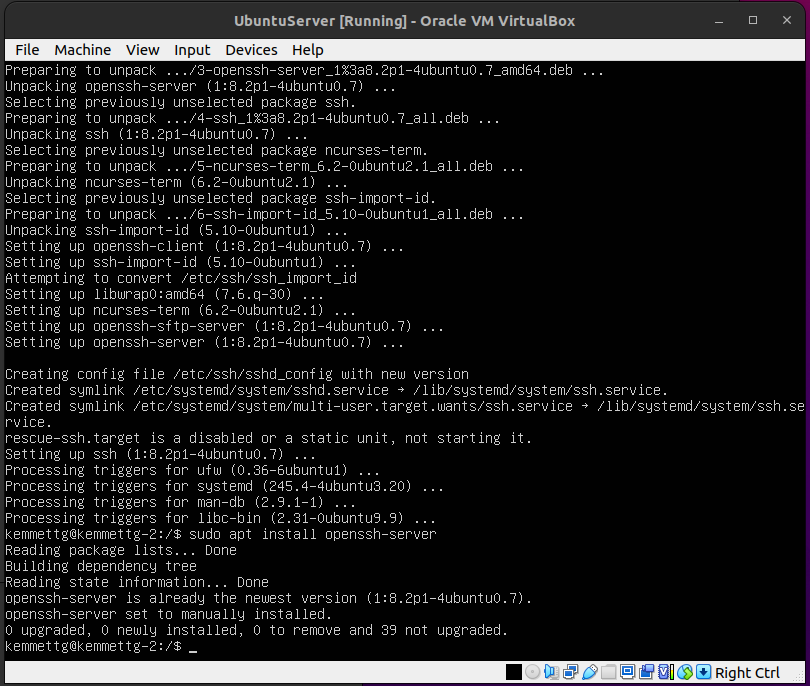 UbuntuServer [Running] - Oracle VM VirtualBox
File Machine View Input Devices Help
Preparing to unpack .../3-openssh-server_1%3a8.2p1-4ubuntu0.7_amd64.deb ...
Unpacking openssh-server (1:8.2p1-4ubuntu0.7) ...
Selecting previously unselected package ssh.
Preparing to unpack .../4-ssh_1%3a8.2p1-4ubuntu0.7_all.deb ...
Unpacking ssh (1:8.2p1-4ubuntu0.7) ...
Selecting previously unselected package ncurses-term.
Preparing to unpack .../5-ncurses-term_6.2-0ubuntu2.1_all.deb ...
Unpacking ncurses-term (6.2-0ubuntu2.1) ...
Selecting previously unselected package ssh-import-id.
Preparing to unpack .../6-ssh-import-id_5.10-0ubuntu1_all.deb ...
Unpacking ssh-import-id (5.10-0ubuntu1) ...
Setting up openssh-client (1:8.2p1-4ubuntu0.7) ...
Setting up ssh-import-id (5.10-0ubuntu1) ...
Attempting to convert /etc/ssh/ssh_import_id
Setting up libwrap0:amd64 (7.6.q-30) ...
Setting up ncurses-term (6.2-0ubuntu2.1) ...
Setting up openssh-sftp-server (1:8.2p1-4ubuntu0.7) ...
Setting up openssh-server (1:8.2p1-4ubuntu0.7) ...
Creating config file /etc/ssh/sshd_config with new version
Created symlink /etc/systemd/system/sshd.service → /lib/systemd/system/ssh.service.
Created symlink /etc/systemd/system/multi-user.target.wants/ssh.service → /lib/systemd/system/ssh.se
rvice.
rescue-ssh.target is a disabled or a static unit, not starting it.
Setting up ssh (1:8.2p1-4ubuntu0.7) ...
Processing triggers for ufw (0.36-6ubuntu1) ...
Processing triggers for systemd (245.4-4ubuntu3.20) ...
Processing triggers for man-db (2.9.1-1) ...
Processing triggers for libc-bin (2.31-0ubuntu9.9) ...
kemmettg@kemmettg-2:/$ sudo apt install openssh-server
Reading package lists... Done
Building dependency tree
Reading state information... Done
openssh-server is already the newest version (1:8.2p1-4ubuntu0.7).
openssh-server set to manually installed.
0 upgraded, 0 newly installed, 0 to remove and 39 not upgraded.
kemmettg@kemmettg-2:/$ _
Right Ctrl